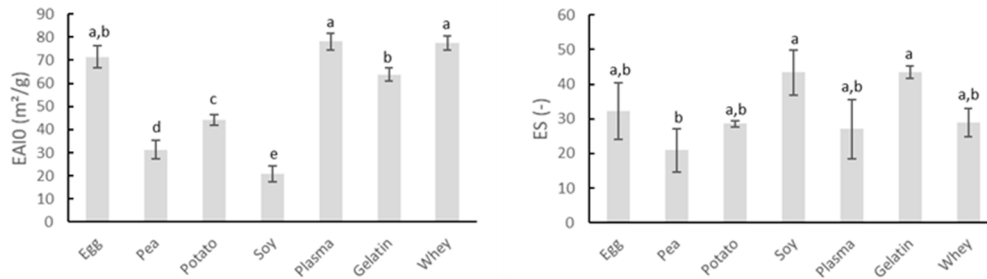 90
80
70
60
50
40
30
20
10
0
EAI0 (m²/g)
a,b
d
c
e
a
b
a
Egg
Pea
Potato
Soy
Plasma
Gelatin
Whey
60
50
40
30
20
10
0
ES (-)
a,b
b
a,b
a
a,b
a
a,b
Egg
Pea
Potato
Soy
Plasma
Gelatin
Whey